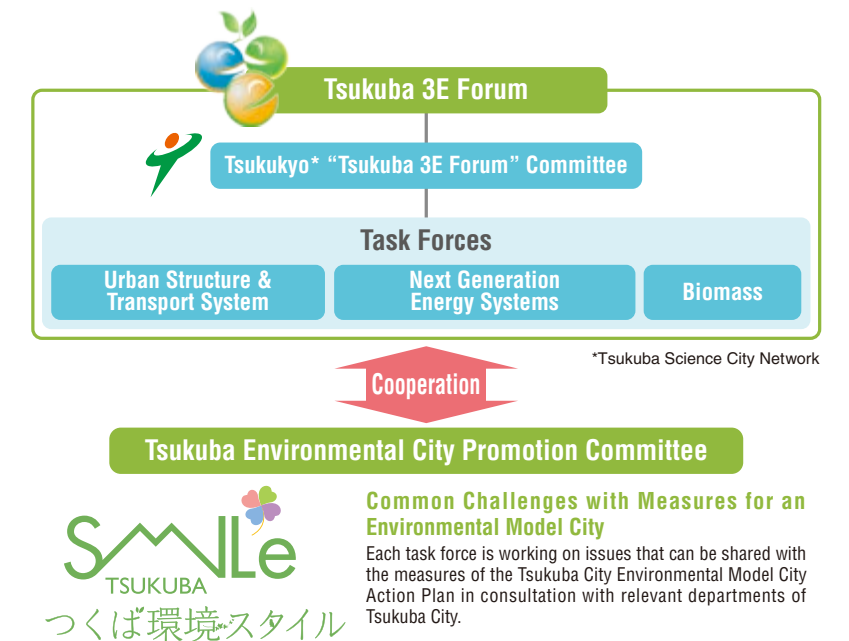 Tsukuba 3E Forum
Tsukukyo* “Tsukuba 3E Forum” Committee
Task Forces
Urban Structure &
Transport System
Next Generation
Energy Systems
Biomass
*Tsukuba Science City Network
Cooperation
Tsukuba Environmental City Promotion Committee
SMILe
TSUKUBA
つくば環境スタイル
Common Challenges with Measures for an
Environmental Model City
Each task force is working on issues that can be shared with
the measures of the Tsukuba City Environmental Model City
Action Plan in consultation with relevant departments of
Tsukuba City.